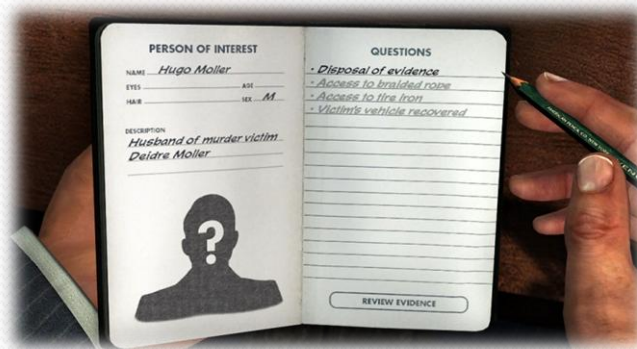 PERSON OF INTEREST
NAME Hugo Moller
EYES AGE
HAIR SEX M
DESCRIPTION
Husband of murder victim
Deidre Moller
?
QUESTIONS
· Disposal of evidence
· Access to braided rope
· Access to tire iron
· Victim's vehicle recovered
REVIEW EVIDENCE